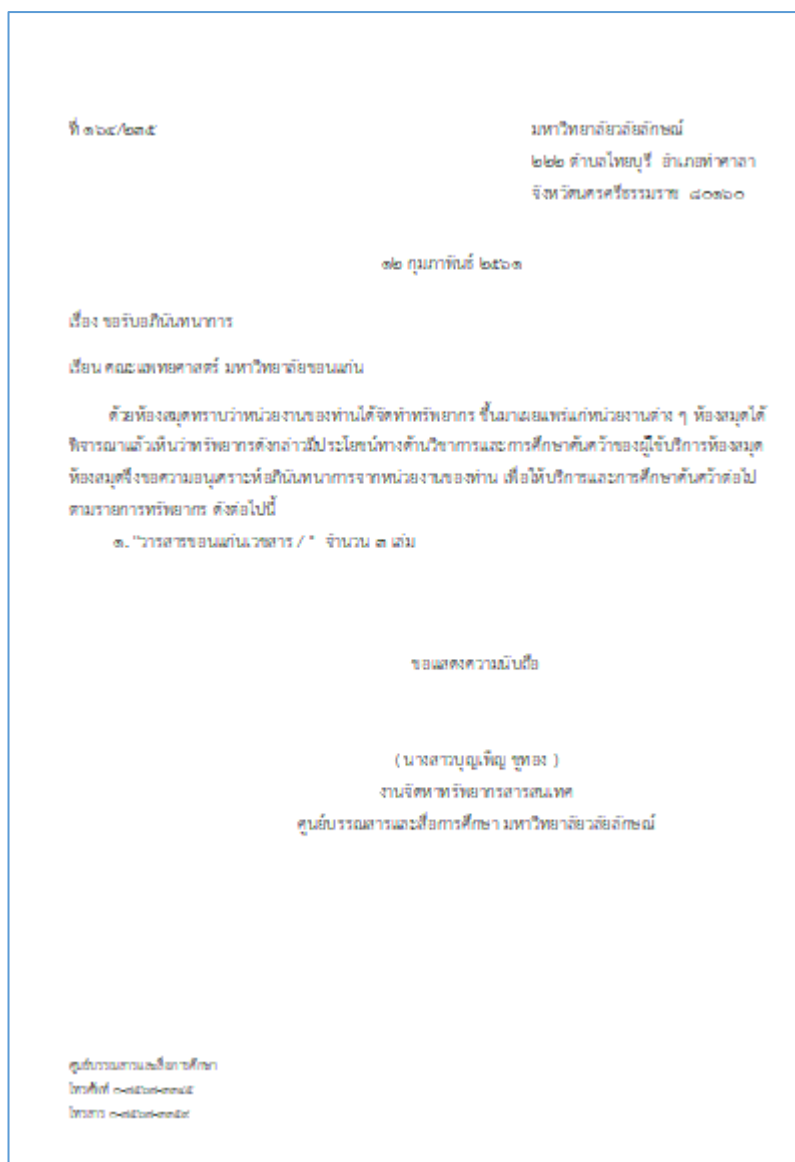 ที่ ๑๖๔/๒๓๕
มหาวิทยาลัยวลัยลักษณ์
๒๒๒ ตำบลไทยบุรี อำเภอท่าศาลา
จังหวัดนครศรีธรรมราช ๘๐๑๖๐
๑๒ กุมภาพันธ์ ๒๕๖๑
เรื่อง ขอรับอภินันทนาการ
เรียน คณะแพทยศาสตร์ มหาวิทยาลัยขอนแก่น
ด้วยห้องสมุดทราบว่าหน่วยงานของท่านได้จัดทำทรัพยากร ขึ้นมาเผยแพร่แก่หน่วยงานต่าง ๆ ห้องสมุดได้
พิจารณาแล้วเห็นว่าทรัพยากรดังกล่าวมีประโยชน์ทางด้านวิชาการและการศึกษาค้นคว้าของผู้ใช้บริการห้องสมุด
ห้องสมุดจึงขอความอนุเคราะห์อภินันทนาการจากหน่วยงานของท่าน เพื่อให้บริการและการศึกษาค้นคว้าต่อไป
ตามรายการทรัพยากร ดังต่อไปนี้
๑. "วารสารขอนแก่นเวชสาร / " จำนวน ๓ เล่ม
ขอแสดงความนับถือ
( นางสาวบุญเพ็ญ ชูทอง )
งานจัดหาทรัพยากรสารสนเทศ
ศูนย์บรรณสารและสื่อการศึกษา มหาวิทยาลัยวลัยลักษณ์
ศูนย์บรรณสารและสื่อการศึกษา
โทรศัพท์
โทรสาร